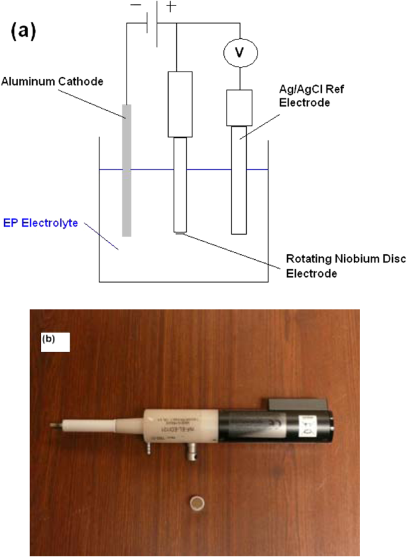 (a)
− +
V
Aluminum Cathode
Ag/AgCl Ref
Electrode
EP Electrolyte
Rotating Niobium Disc
Electrode
(b)